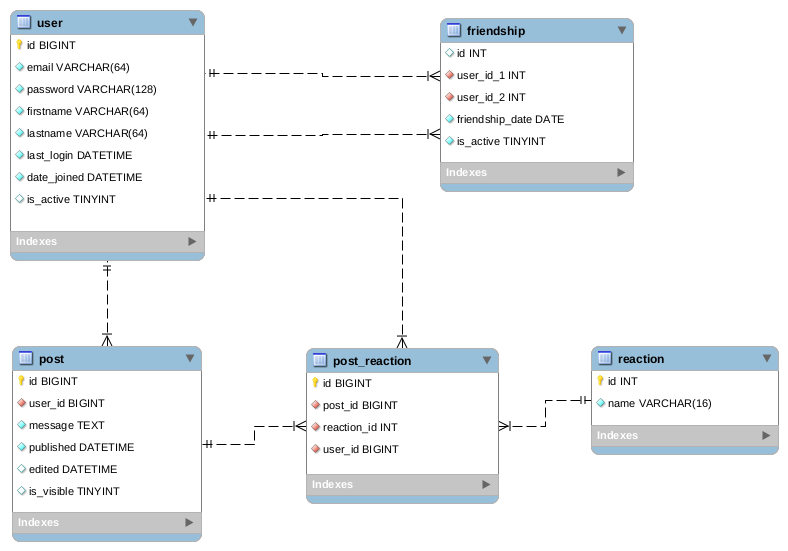 user
id BIGINT
email VARCHAR(64)
password VARCHAR(128)
firstname VARCHAR(64)
lastname VARCHAR(64)
last_login DATETIME
date_joined DATETIME
is_active TINYINT
Indexes
friendship
id INT
user_id_1 INT
user_id_2 INT
friendship_date DATE
is_active TINYINT
Indexes
post
id BIGINT
user_id BIGINT
message TEXT
published DATETIME
edited DATETIME
is_visible TINYINT
Indexes
post_reaction
id BIGINT
post_id BIGINT
reaction_id INT
user_id BIGINT
Indexes
reaction
id INT
name VARCHAR(16)
Indexes